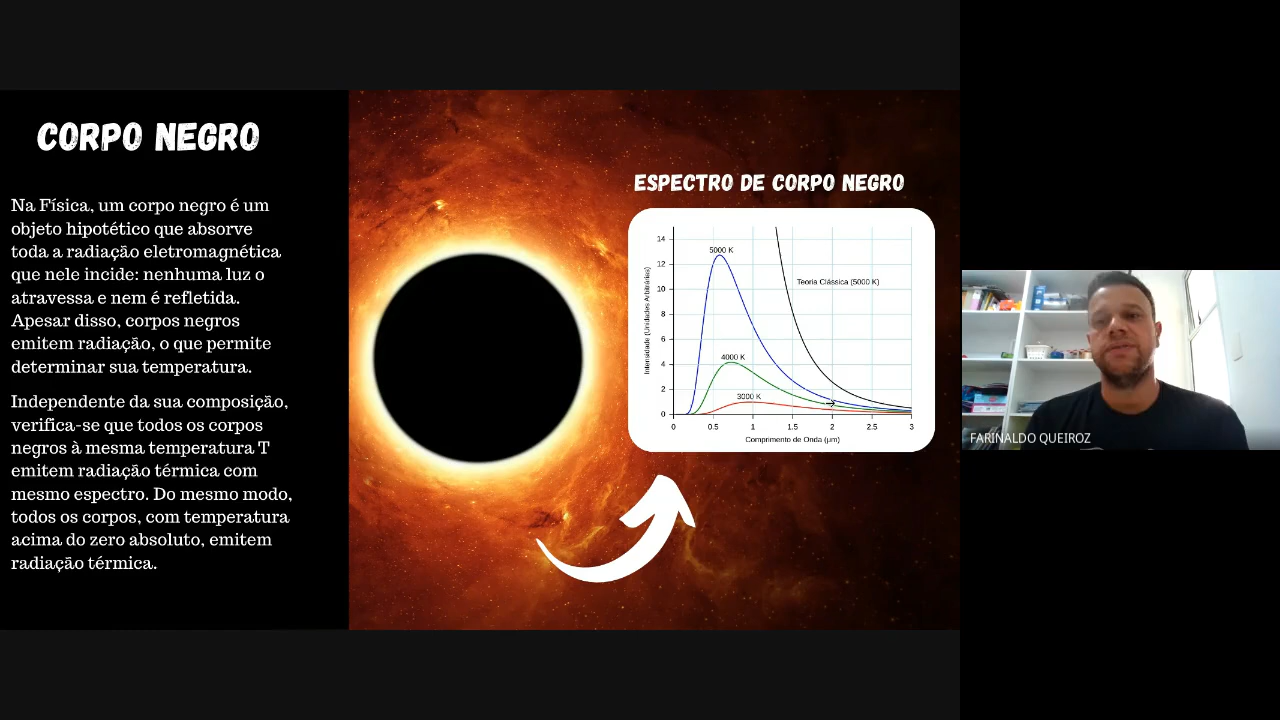 CORPO NEGRO
Na Física, um corpo negro é um
objeto hipotético que absorve
toda a radiação eletromagnética
que nele incide: nenhuma luz o
atravessa e nem é refletida.
Apesar disso, corpos negros
emitem radiação, o que permite
determinar sua temperatura.
Independente da sua composição,
verifica-se que todos os corpos
negros à mesma temperatura T
emitem radiação térmica com
mesmo espectro. Do mesmo modo,
todos os corpos, com temperatura
acima do zero absoluto, emitem
radiação térmica.
ESPECTRO DE CORPO NEGRO
Intensidade (Unidades Arbitrárias)
14
12
10
8
6
4
2
0
5000 K
Teoria Clássica (5000 K)
4000 K
3000 K
0 0.5 1 1.5 2 2.5 3
Comprimento de Onda (μm)
FARINALDO QUEIROZ